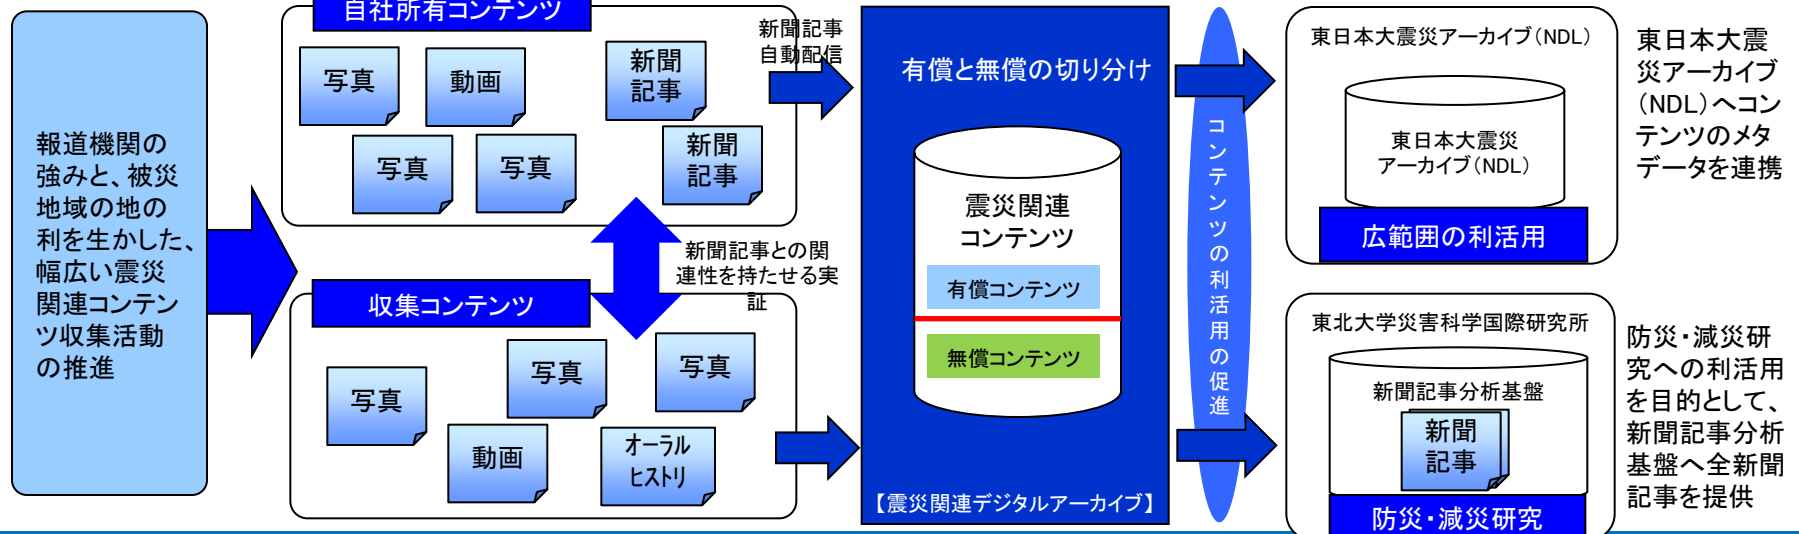 報道機関の
強みと、被災
地域の地の
利を生かした、
幅広い震災
関連コンテン
ツ収集活動
の推進
自社所有コンテンツ
写真
動画
新聞
記事
写真
写真
新聞
記事
新聞記事との関
連性を持たせる実
証
収集コンテンツ
写真
写真
写真
動画
オーラル
ヒストリ
新聞記事
自動配信
有償と無償の切り分け
震災関連
コンテンツ
有償コンテンツ
無償コンテンツ
【震災関連デジタルアーカイブ】
コンテンツの利活用の促進
東日本大震災アーカイブ(NDL)
東日本大震災
アーカイブ(NDL)
広範囲の利活用
東日本大震
災アーカイブ
(NDL)へコン
テンツのメタ
データを連携
東北大学災害科学国際研究所
新聞記事分析基盤
新聞
記事
防災・減災研究
防災・減災研
究への利活用
を目的として、
新聞記事分析
基盤へ全新聞
記事を提供